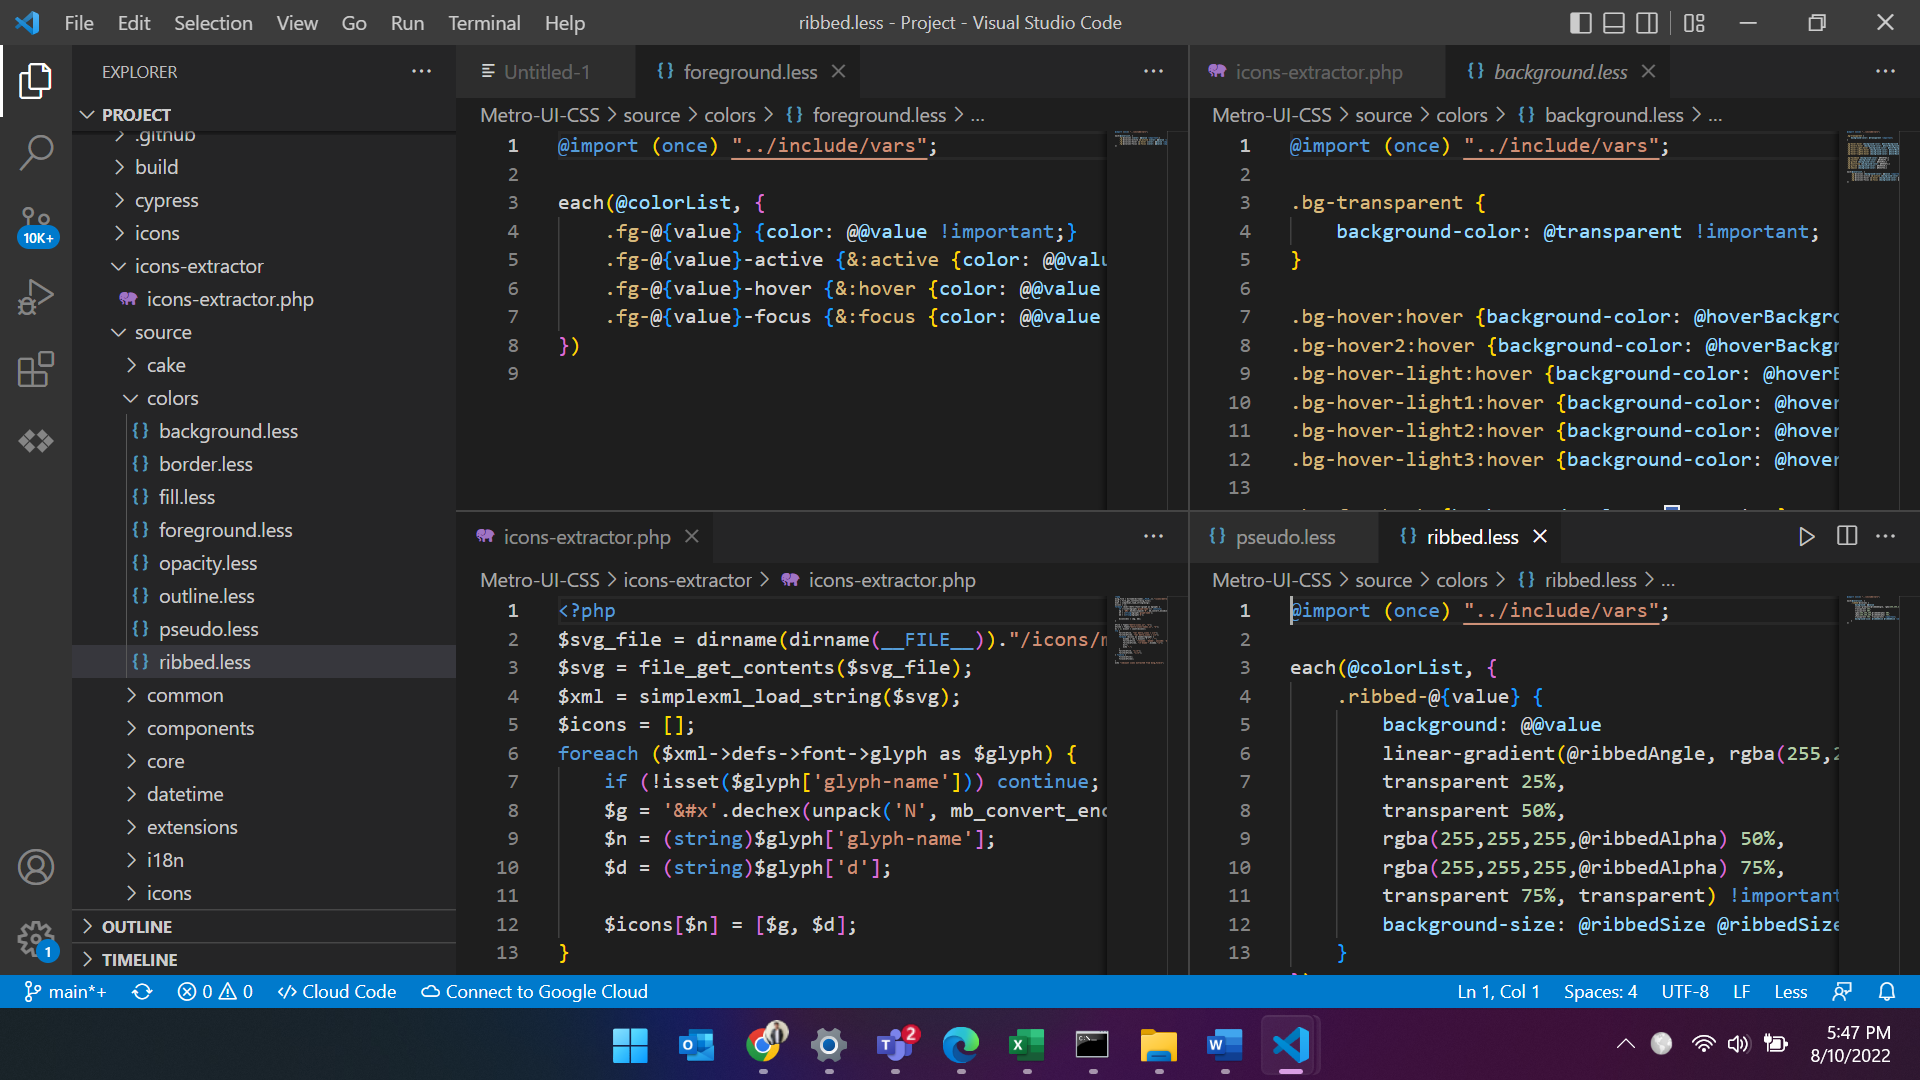 File Edit Selection View Go Run Terminal Help
ribbed.less - Project - Visual Studio Code
EXPLORER
PROJECT
.github
build
cypress
icons
icons-extractor
icons-extractor.php
source
cake
colors
background.less
border.less
fill.less
foreground.less
opacity.less
outline.less
pseudo.less
ribbed.less
common
components
core
datetime
extensions
i18n
icons
OUTLINE
TIMELINE
10K+
1
Untitled-1 foreground.less
Metro-UI-CSS > source > colors > {} foreground.less > ...
1 @import (once) "../include/vars";
2
3 each(@colorList, {
4 .fg-@{value} {color: @@value !important;}
5 .fg-@{value}-active {&:active {color: @@valu
6 .fg-@{value}-hover {&:hover {color: @@value
7 .fg-@{value}-focus {&:focus {color: @@value
8 })
9
icons-extractor.php {} background.less
Metro-UI-CSS > source > colors > {} background.less > ...
1 @import (once) "../include/vars";
2
3 .bg-transparent {
4 background-color: @transparent !important;
5 }
6
7 .bg-hover:hover {background-color: @hoverBackgro
8 .bg-hover2:hover {background-color: @hoverBackgr
9 .bg-hover-light:hover {background-color: @hoverB
10 .bg-hover-light1:hover {background-color: @hover
11 .bg-hover-light2:hover {background-color: @hover
12 .bg-hover-light3:hover {background-color: @hover
13
icons-extractor.php
Metro-UI-CSS > icons-extractor > icons-extractor.php
1 <?php
2 $svg_file = dirname(dirname(__FILE__))."/icons/m
3 $svg = file_get_contents($svg_file);
4 $xml = simplexml_load_string($svg);
5 $icons = [];
6 foreach ($xml->defs->font->glyph as $glyph) {
7 if (!isset($glyph['glyph-name'])) continue;
8 $g = '&#x'.dechex(unpack('N', mb_convert_enc
9 $n = (string)$glyph['glyph-name'];
10 $d = (string)$glyph['d'];
11
12 $icons[$n] = [$g, $d];
13 }
{} pseudo.less {} ribbed.less
Metro-UI-CSS > source > colors > {} ribbed.less > ...
1 @import (once) "../include/vars";
2
3 each(@colorList, {
4 .ribbed-@{value} {
5 background: @@value
6 linear-gradient(@ribbedAngle, rgba(255,2
7 transparent 25%,
8 transparent 50%,
9 rgba(255,255,255,@ribbedAlpha) 50%,
10 rgba(255,255,255,@ribbedAlpha) 75%,
11 transparent 75%, transparent) !important
12 background-size: @ribbedSize @ribbedSize
13 }
main*+ 0 0 Cloud Code Connect to Google Cloud
Ln 1, Col 1 Spaces: 4 UTF-8 LF Less
2
5:47 PM
8/10/2022